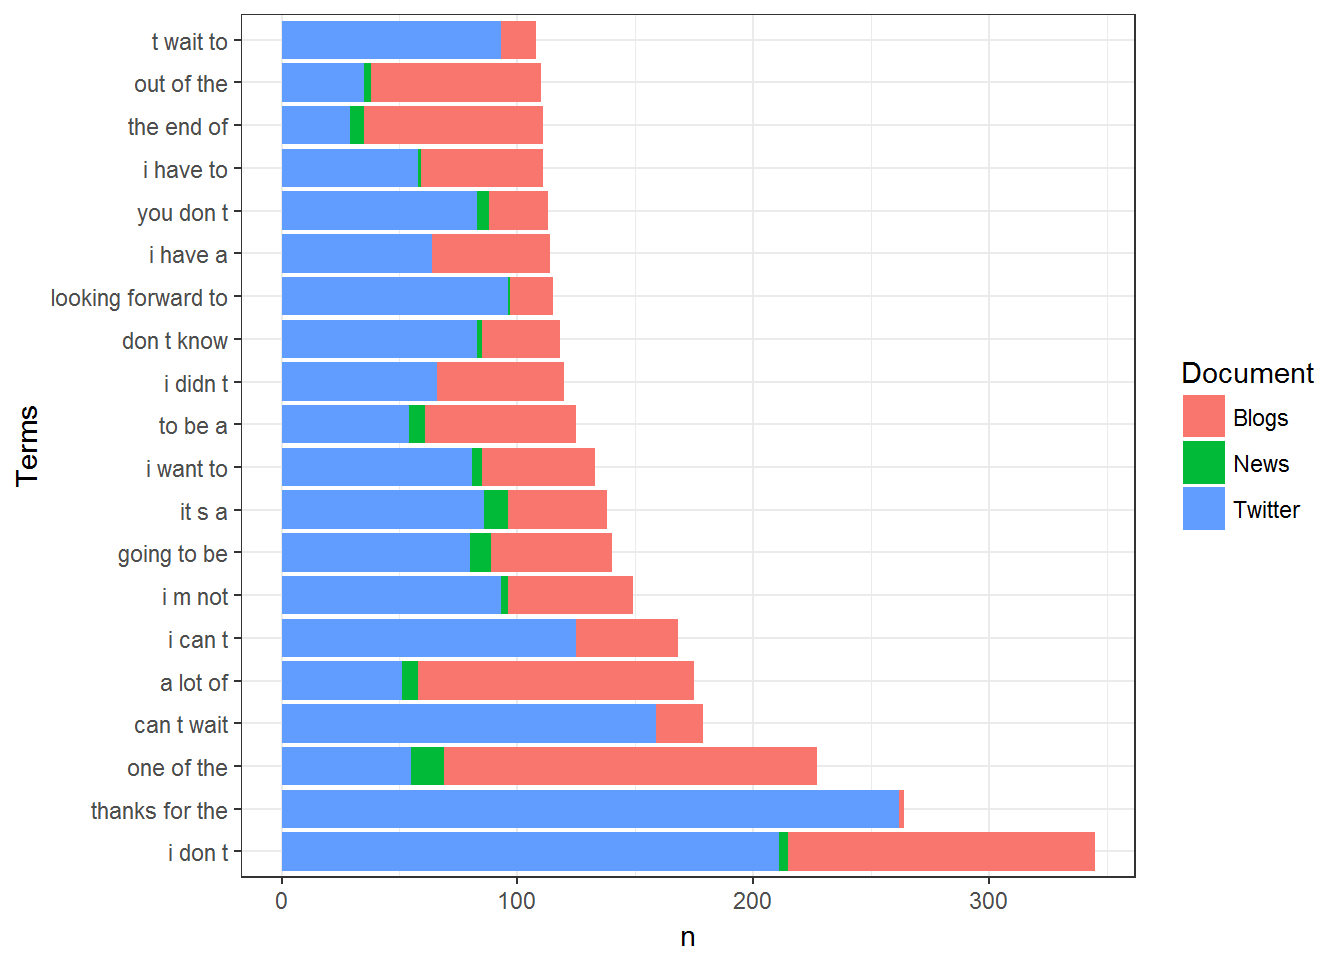 t wait to
out of the
the end of
i have to
you don t
i have a
looking forward to
don t know
i didn t
to be a
i want to
it s a
going to be
i m not
i can t
a lot of
can t wait
one of the
thanks for the
i don t
Terms
0 100 200 300
n
Document
Blogs
News
Twitter